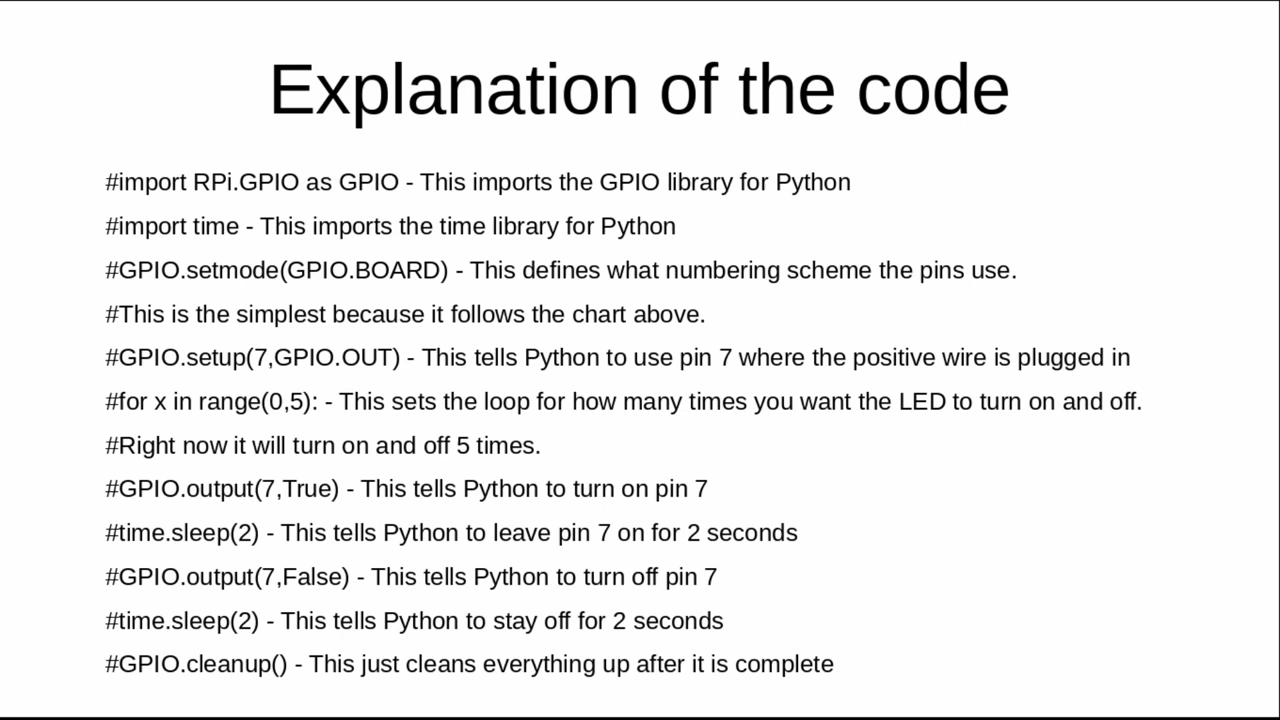 Explanation of the code
#import RPi.GPIO as GPIO - This imports the GPIO library for Python
#import time - This imports the time library for Python
#GPIO.setmode(GPIO.BOARD) - This defines what numbering scheme the pins use.
#This is the simplest because it follows the chart above.
#GPIO.setup(7,GPIO.OUT) - This tells Python to use pin 7 where the positive wire is plugged in
#for x in range(0,5): - This sets the loop for how many times you want the LED to turn on and off.
#Right now it will turn on and off 5 times.
#GPIO.output(7,True) - This tells Python to turn on pin 7
#time.sleep(2) - This tells Python to leave pin 7 on for 2 seconds
#GPIO.output(7,False) - This tells Python to turn off pin 7
#time.sleep(2) - This tells Python to stay off for 2 seconds
#GPIO.cleanup() - This just cleans everything up after it is complete